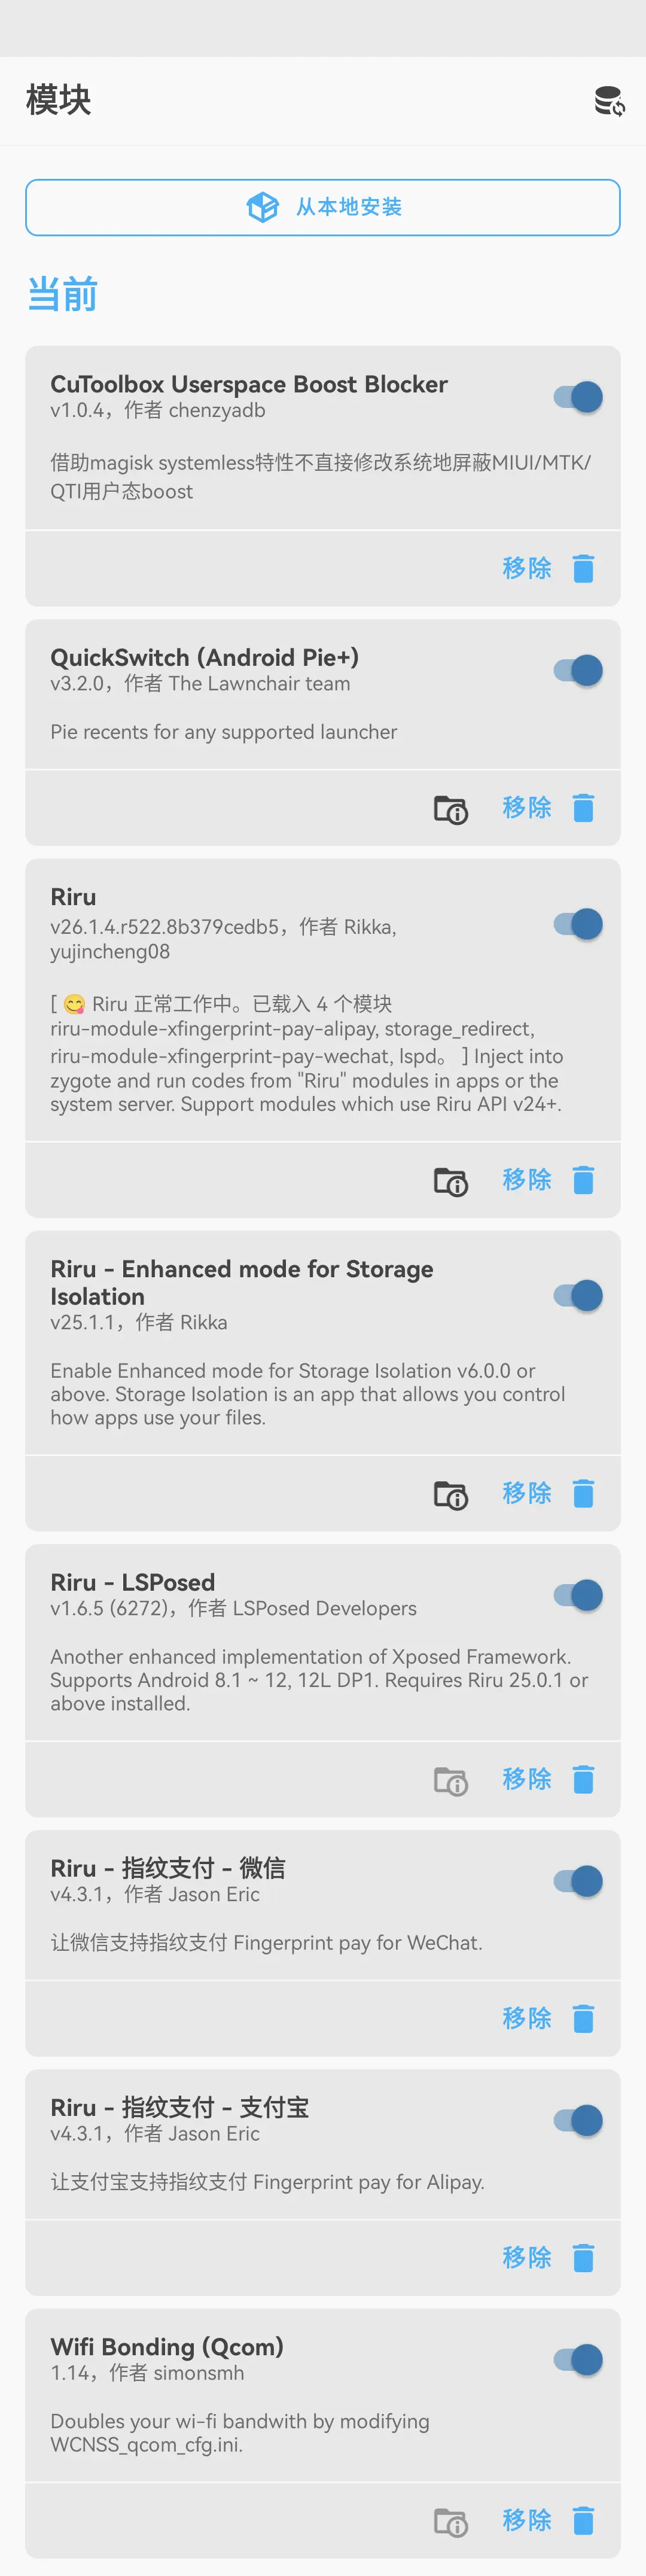 模块
从本地安装
当前
CuToolbox Userspace Boost Blocker
v1.0.4，作者 chenzyadb
借助magisk systemless特性不直接修改系统地屏蔽MIUI/MTK/
QTI用户态boost
移除
QuickSwitch (Android Pie+)
v3.2.0，作者 The Lawnchair team
Pie recents for any supported launcher
移除
Riru
v26.1.4.r522.8b379cedb5，作者 Rikka,
yujincheng08
[ 😋 Riru 正常工作中。已载入 4 个模块
riru-module-xfingerprint-pay-alipay, storage_redirect,
riru-module-xfingerprint-pay-wechat, lspd。 ] Inject into
zygote and run codes from "Riru" modules in apps or the
system server. Support modules which use Riru API v24+.
移除
Riru - Enhanced mode for Storage
Isolation
v25.1.1，作者 Rikka
Enable Enhanced mode for Storage Isolation v6.0.0 or
above. Storage Isolation is an app that allows you control
how apps use your files.
移除
Riru - LSPosed
v1.6.5 (6272)，作者 LSPosed Developers
Another enhanced implementation of Xposed Framework.
Supports Android 8.1 ~ 12, 12L DP1. Requires Riru 25.0.1 or
above installed.
移除
Riru - 指纹支付 - 微信
v4.3.1，作者 Jason Eric
让微信支持指纹支付 Fingerprint pay for WeChat.
移除
Riru - 指纹支付 - 支付宝
v4.3.1，作者 Jason Eric
让支付宝支持指纹支付 Fingerprint pay for Alipay.
移除
Wifi Bonding (Qcom)
1.14，作者 simonsmh
Doubles your wi-fi bandwith by modifying
WCNSS_qcom_cfg.ini.
移除